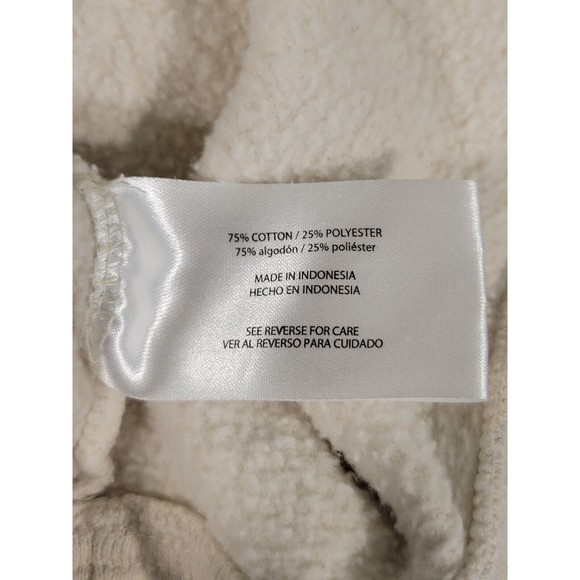 75% COTTON / 25% POLYESTER
75% algodón / 25% poliéster
MADE IN INDONESIA
HECHO EN INDONESIA
SEE REVERSE FOR CARE
VER AL REVERSO PARA CUIDADO